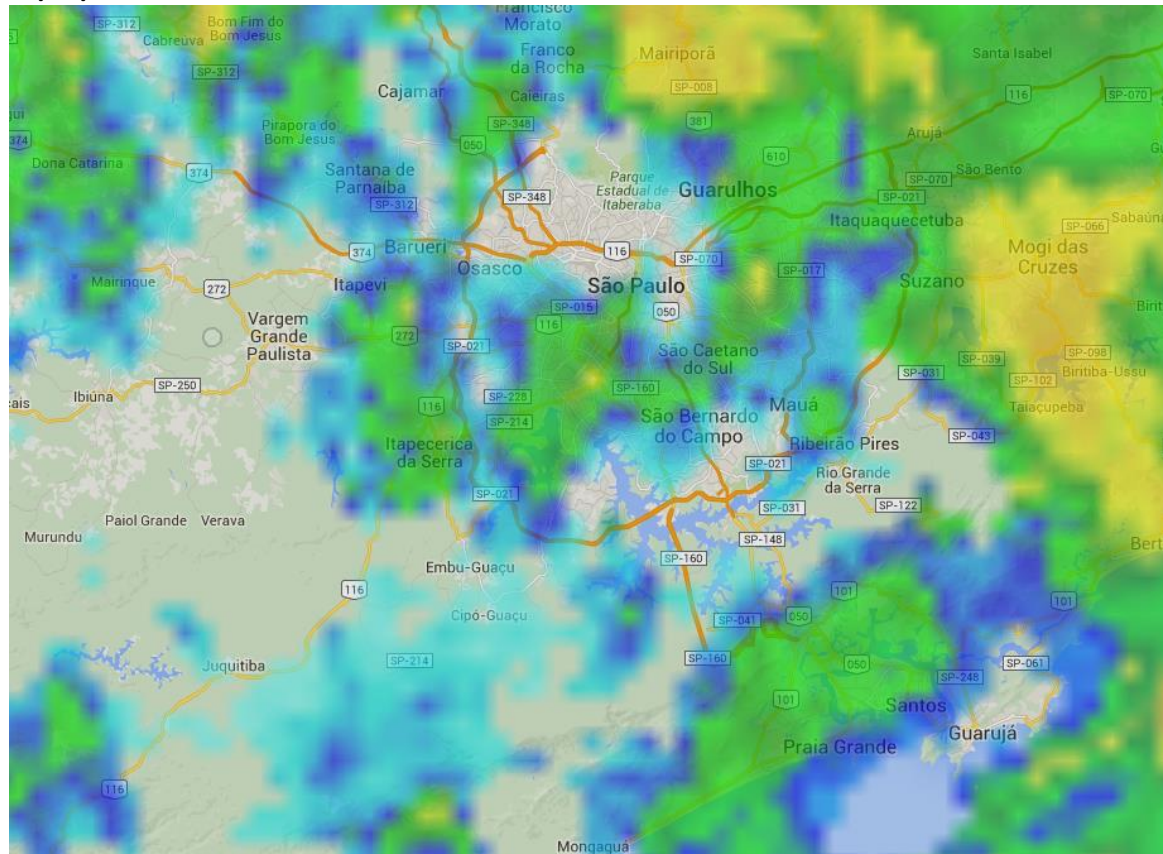 Francisco
Morato
SP-312
Bom Fim do
Bom Jesus
Cabreúva
SP-312
Franco
da Rocha
Mairiporã
SP-008
Santa Isabel
116
SP-070
Cajamar
Caieiras
SP-348
381
Pirapora do
Bom Jesus
050
Arujá
374
Dona Catarina
374
Santana de
Parnaíba
SP-312
SP-348
Parque
Estadual de
Itaberaba
610
Guarulhos
São Bento
SP-070
SP-021
Itaquaquecetuba
SP-066
Sabaúna
Barueri
374
116
SP-070
Mogi das
Cruzes
Osasco
SP-017
Mairinque
272
Itapevi
São Paulo
Suzano
SP-015
050
Vargem
Grande
Paulista
272
116
SP-021
São Caetano
do Sul
SP-039
SP-098
Biritiba-Ussu
SP-250
Ibiúna
SP-031
SP-102
SP-160
SP-228
116
SP-214
Taiaçupeba
São Bernardo
do Campo
Mauá
SP-043
Itapecerica
da Serra
Ribeirão Pires
SP-021
Rio Grande
da Serra
SP-021
SP-031
SP-122
Paiol Grande
Verava
Murundu
SP-148
SP-160
Embu-Guaçu
116
101
101
Cipó-Guaçu
SP-041
050
Juquitiba
SP-214
SP-160
050
SP-061
SP-248
101
Santos
Guarujá
Praia Grande
116
Mongaguá